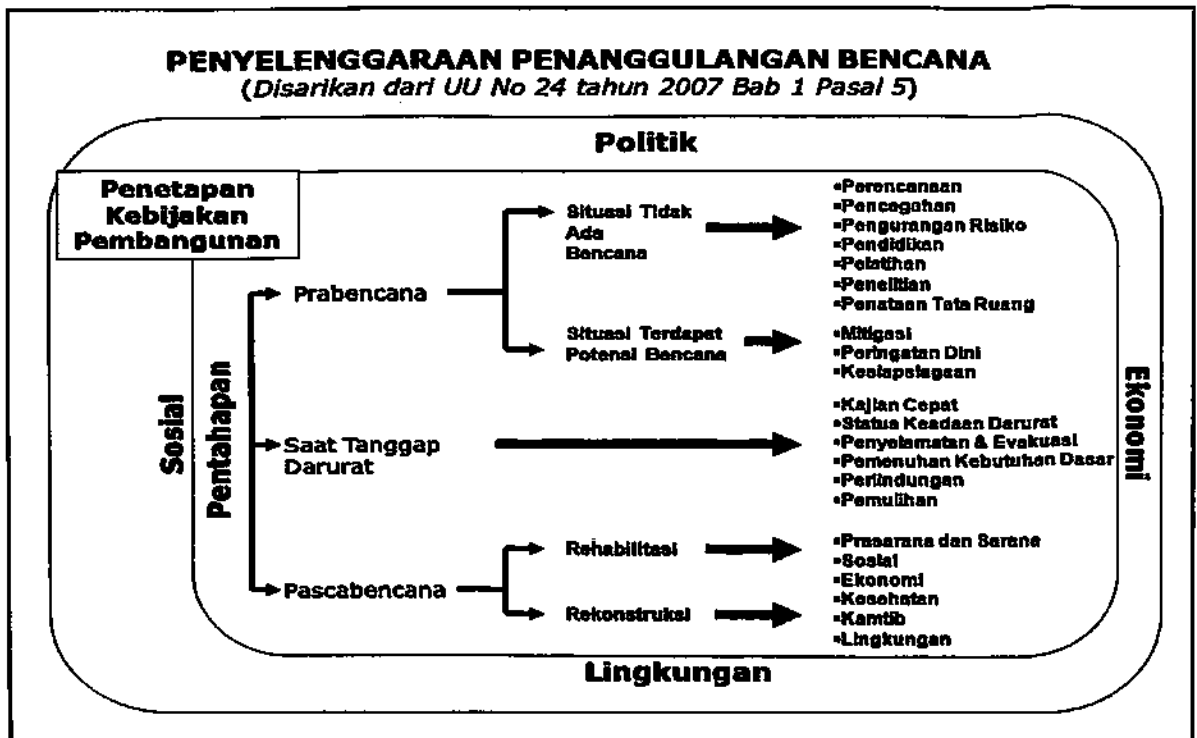 PENYELENGGARAAN PENANGGULANGAN BENCANA
(Disarikan dari UU No 24 tahun 2007 Bab 1 Pasal 5)
Politik
Penetapan
Kebijakan
Pembangunan
Sosial
Pentahapan
Prabencana
Situasi Tidak
Ada
Bencana
▪Perencanaan
▪Pencegahan
▪Pengurangan Risiko
▪Pendidikan
▪Pelatihan
▪Penelitian
▪Penataan Tata Ruang
Situasi Terdapat
Potensi Bencana
▪Mitigasi
▪Peringatan Dini
▪Kesiapsiagaan
Saat Tanggap
Darurat
▪Kajian Cepat
▪Status Keadaan Darurat
▪Penyelamatan & Evakuasi
▪Pemenuhan Kebutuhan Dasar
▪Perlindungan
▪Pemulihan
Pascabencana
Rehabilitasi
Rekonstruksi
▪Prasarana dan Sarana
▪Sosial
▪Ekonomi
▪Kesehatan
▪Kamtib
▪Lingkungan
Ekonomi
Lingkungan